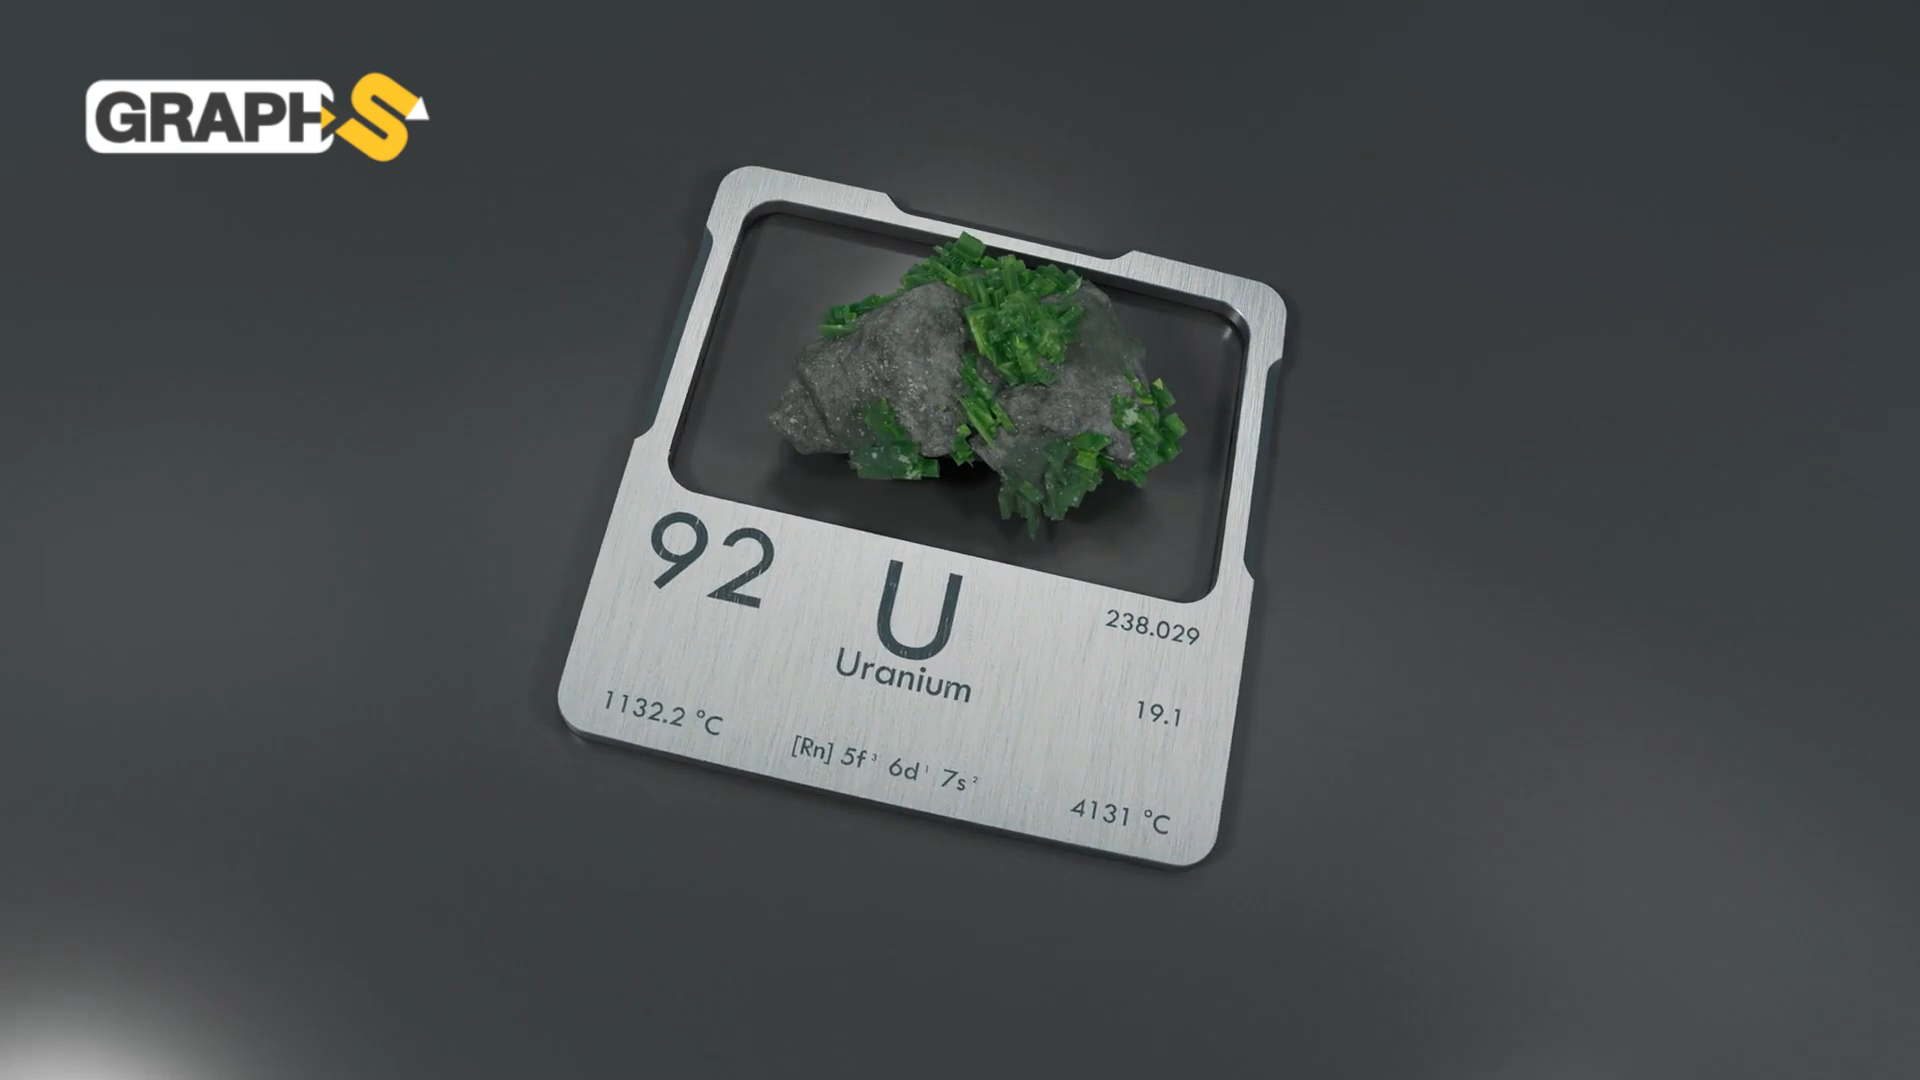 GRAPHS
92
U
Uranium
238.029
19.1
1132.2 °C
[Rn] 5f³ 6d¹ 7s²
4131 °C